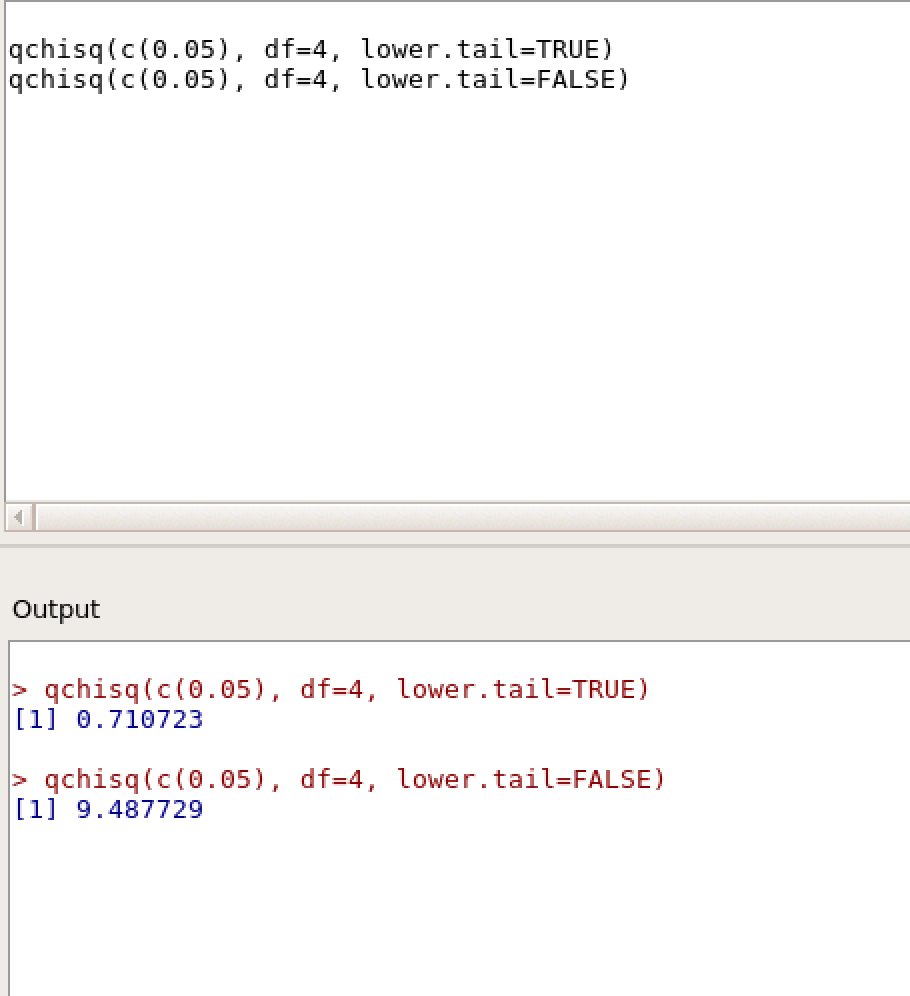 qchisq(c(0.05), df=4, lower.tail=TRUE)
qchisq(c(0.05), df=4, lower.tail=FALSE)
Output
> qchisq(c(0.05), df=4, lower.tail=TRUE)
[1] 0.710723
> qchisq(c(0.05), df=4, lower.tail=FALSE)
[1] 9.487729